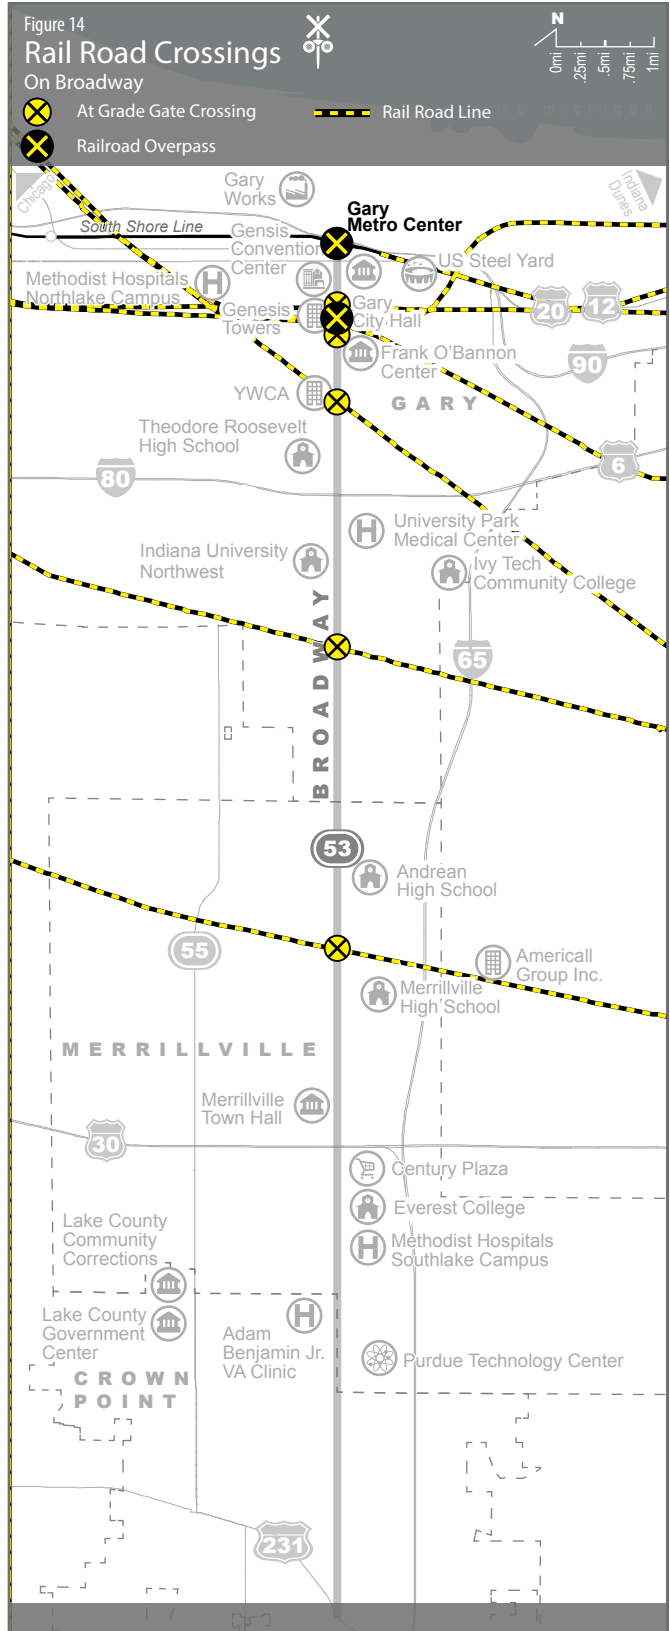 Figure 14
Rail Road Crossings
On Broadway
N
0mi
.25mi
.5mi
.75mi
1mi
At Grade Gate Crossing
Rail Road Line
ke michigan
Railroad Overpass
Chicago
Gary
Works
Indiana
Dunes
Gary
Metro Center
South Shore Line
Gensis
Convention
Center
US Steel Yard
Methodist Hospitals
Northlake Campus
H
Genesis
Towers
Gary
City Hall
20
12
Frank O'Bannon
Center
90
YWCA
GARY
Theodore Roosevelt
High School
6
80
H
University Park
Medical Center
Indiana University
Northwest
Ivy Tech
Community College
BROADWAY
65
53
Andrean
High School
55
Americall
Group Inc.
Merrillville
High School
MERRILLVILLE
Merrillville
Town Hall
30
Century Plaza
Everest College
H
Methodist Hospitals
Southlake Campus
Lake County
Community
Corrections
Lake County
Government
Center
H
Adam
Benjamin Jr.
VA Clinic
Purdue Technology Center
CROWN
POINT
231